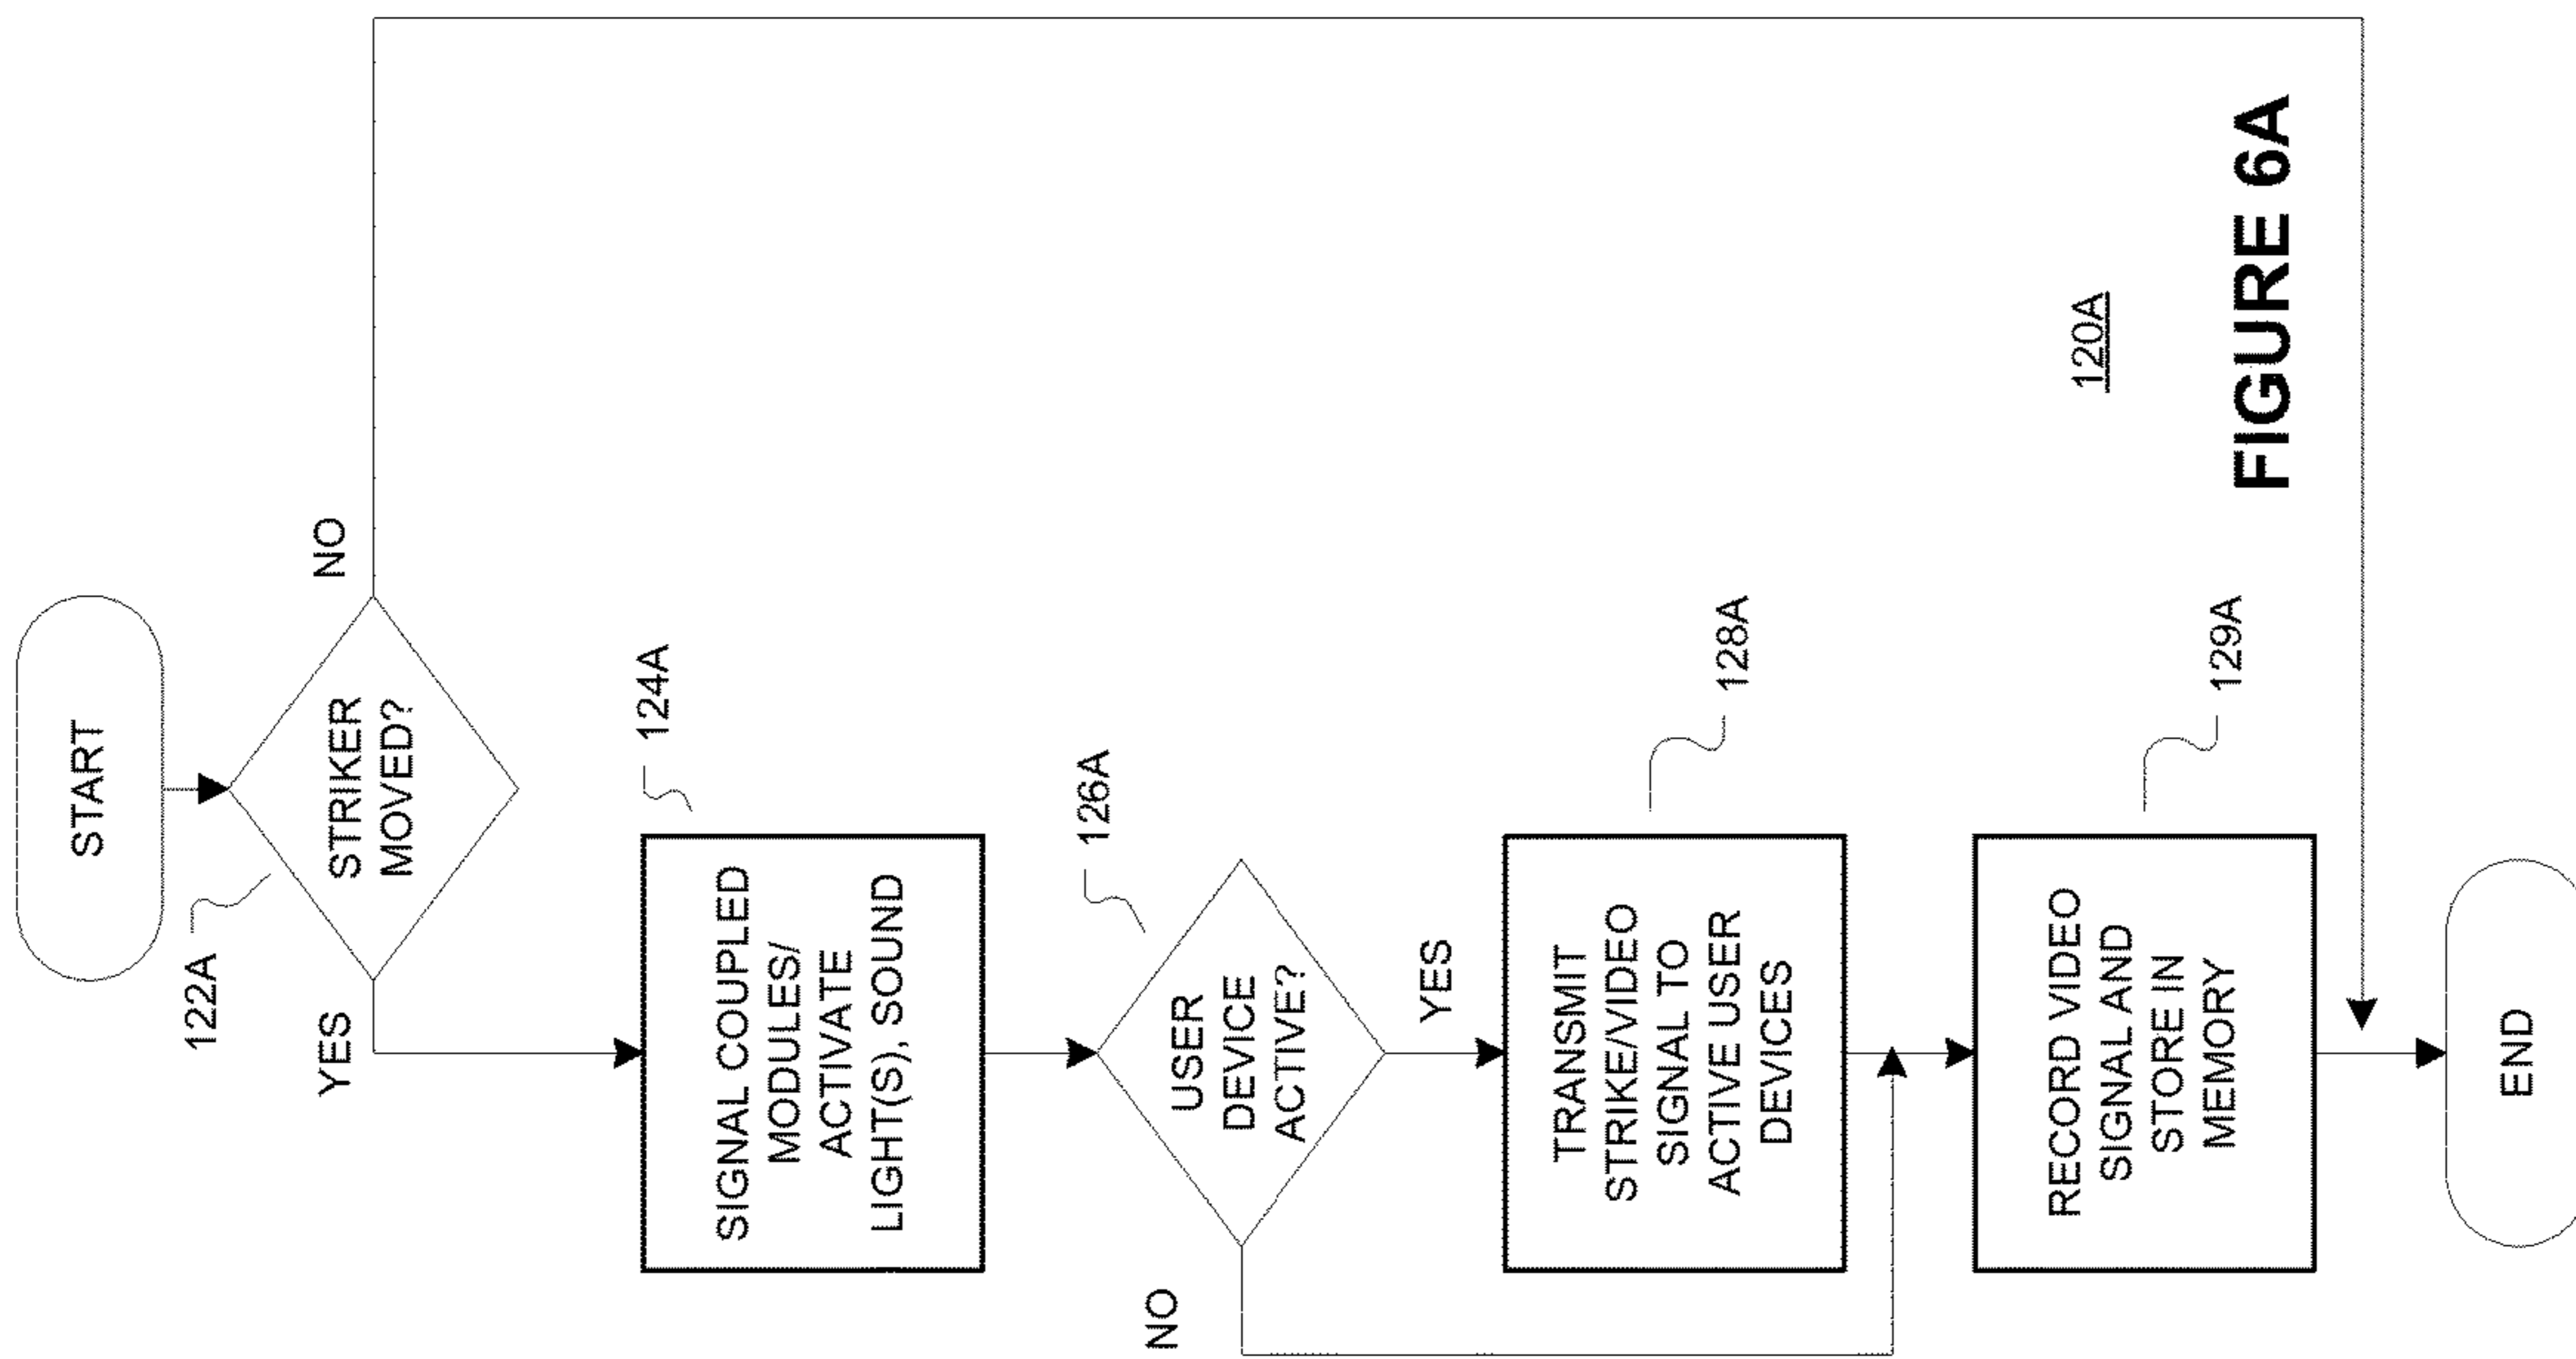 START
122A
STRIKER
MOVED?
NO
YES
124A
SIGNAL COUPLED
MODULES/
ACTIVATE
LIGHT(S), SOUND
126A
USER
DEVICE
ACTIVE?
NO
YES
128A
TRANSMIT
STRIKE/VIDEO
SIGNAL TO
ACTIVE USER
DEVICES
129A
RECORD VIDEO
SIGNAL AND
STORE IN
MEMORY
END
120A
FIGURE 6A